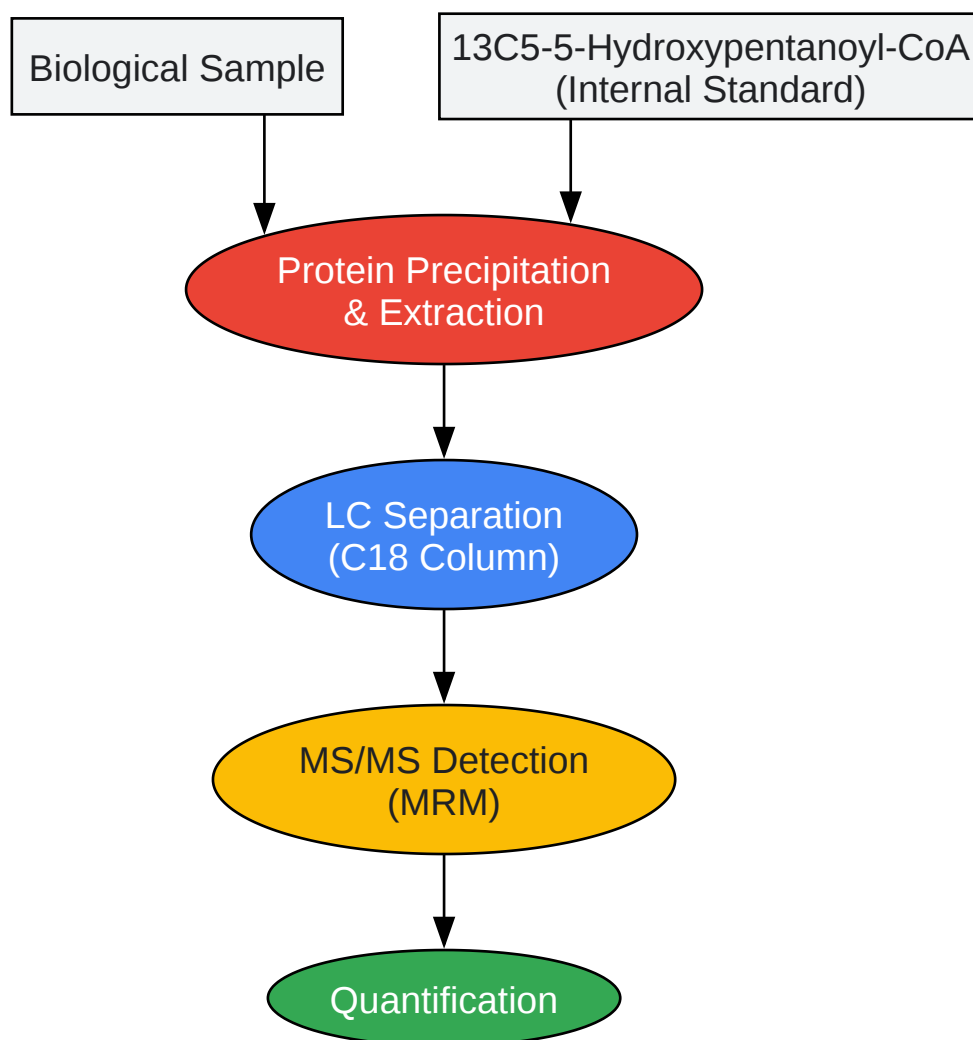 Biological Sample
13C5-5-Hydroxypentanoyl-CoA
(Internal Standard)
Protein Precipitation
& Extraction
LC Separation
(C18 Column)
MS/MS Detection
(MRM)
Quantification